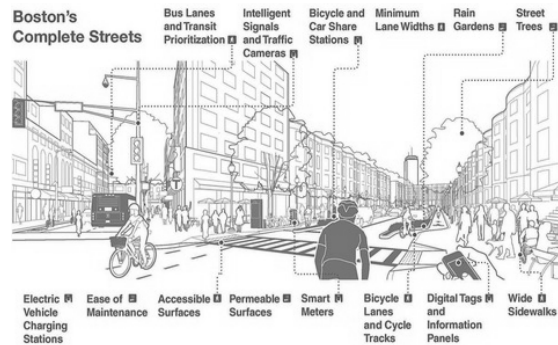 Boston's
Complete Streets
Bus Lanes
and Transit
Prioritization
Intelligent
Signals
and Traffic
Cameras
Bicycle and
Car Share
Stations
Minimum
Lane Widths
Rain
Gardens
Street
Trees
Electric
Vehicle
Charging
Stations
Ease of
Maintenance
Accessible
Surfaces
Permeable
Surfaces
Smart
Meters
Bicycle
Lanes
and Cycle
Tracks
Digital Tags
and
Information
Panels
Wide
Sidewalks